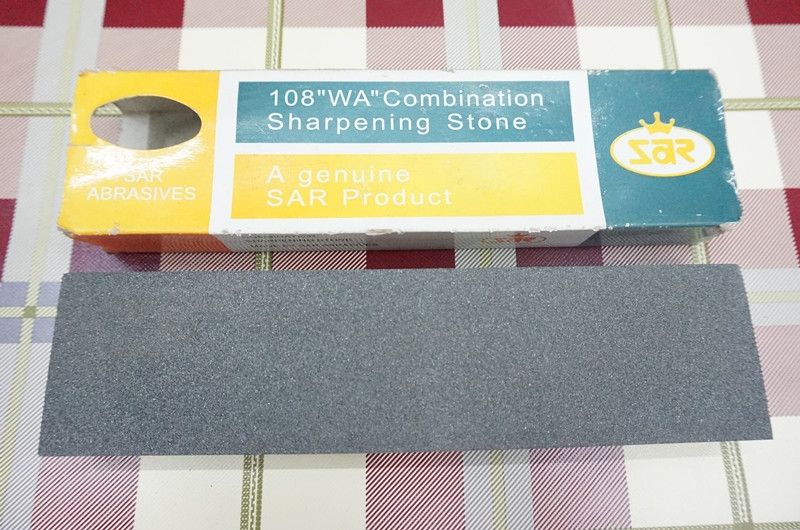 108"WA"Combination
Sharpening Stone
A genuine
SAR Product
SAR
ABRASIVES
SAR